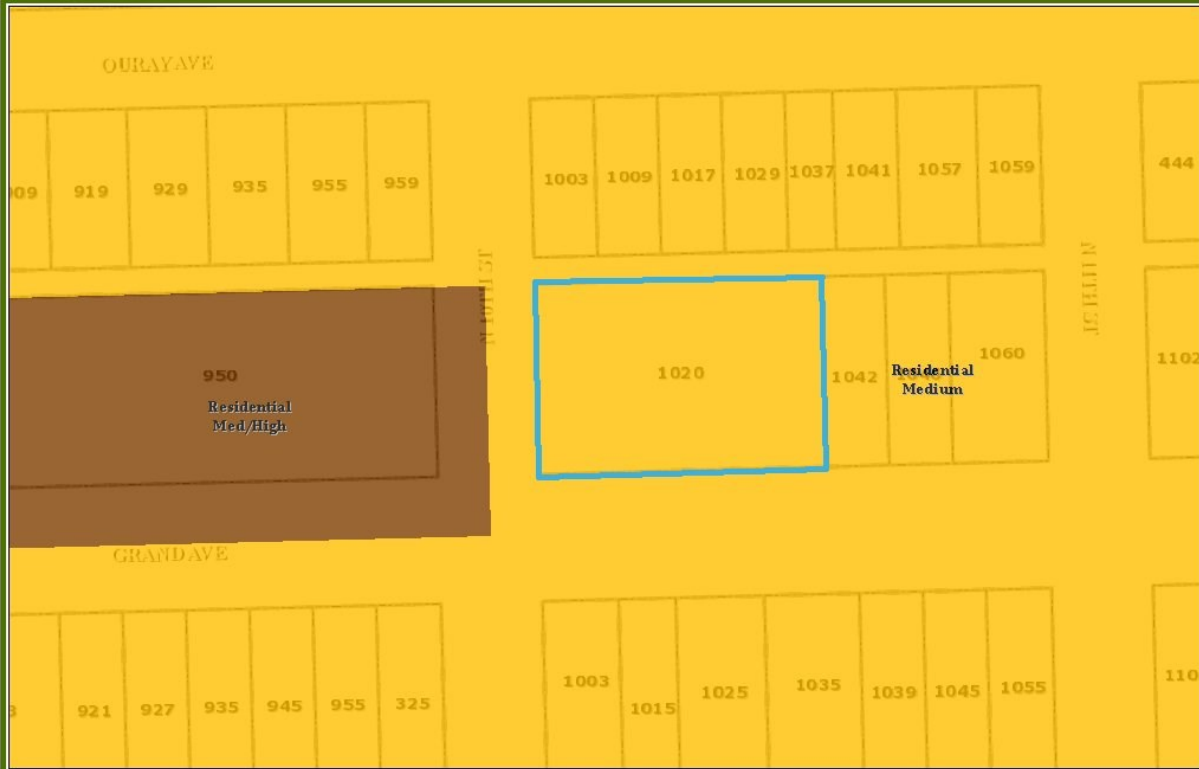 OURAY AVE
919 929 935 955 959
1003 1009 1017 1029 1037 1041 1057 1059
444
N 10TH ST
N 11TH ST
950
Residential
Med/High
1020
1042
Residential
Medium
1060
1102
GRAND AVE
921 927 935 945 955 325
1003 1015 1025 1035 1039 1045 1055